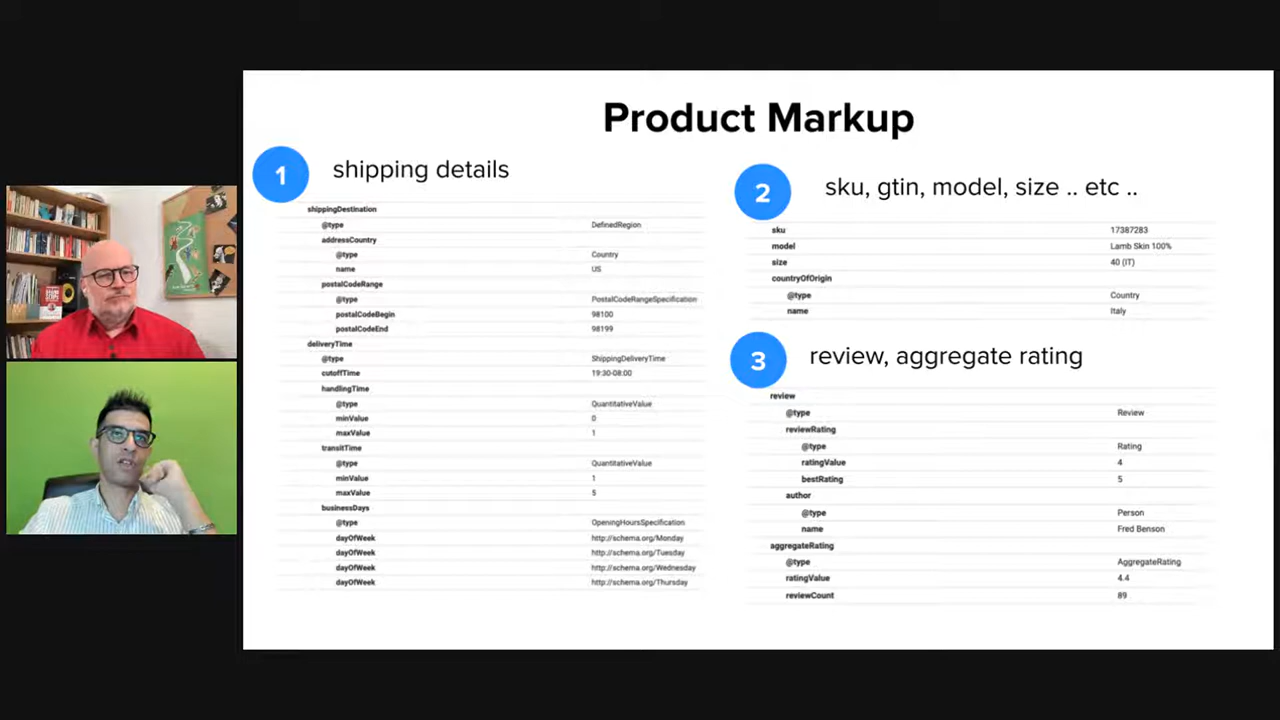 Product Markup
1
shipping details
shippingDestination
@type DefinedRegion
addressCountry
@type Country
name US
postalCodeRange
@type PostalCodeRangeSpecification
postalCodeBegin 98100
postalCodeEnd 98199
deliveryTime
@type ShippingDeliveryTime
cutoffTime 19:30-08:00
handlingTime
@type QuantitativeValue
minValue 0
maxValue 1
transitTime
@type QuantitativeValue
minValue 1
maxValue 5
businessDays
@type OpeningHoursSpecification
dayOfWeek http://schema.org/Monday
dayOfWeek http://schema.org/Tuesday
dayOfWeek http://schema.org/Wednesday
dayOfWeek http://schema.org/Thursday
2
sku, gtin, model, size .. etc ..
sku 17387283
model Lamb Skin 100%
size 40 (IT)
countryOfOrigin
@type Country
name Italy
3
review, aggregate rating
review
@type Review
reviewRating
@type Rating
ratingValue 4
bestRating 5
author
@type Person
name Fred Benson
aggregateRating
@type AggregateRating
ratingValue 4.4
reviewCount 89